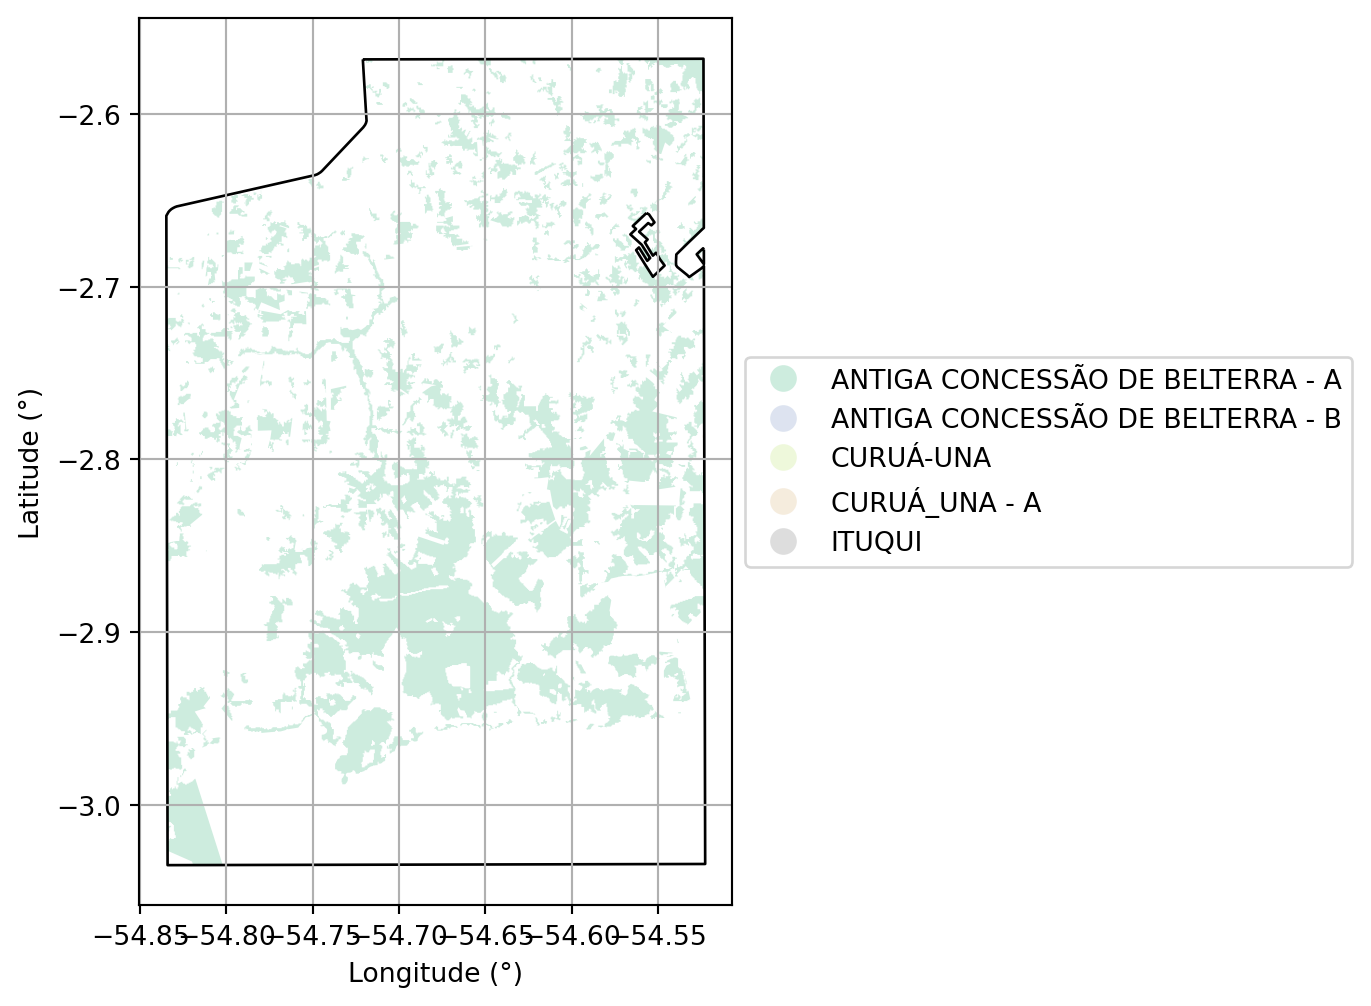 −2.6
−2.7
−2.8
−2.9
−3.0
Latitude (°)
−54.85
−54.80
−54.75
−54.70
−54.65
−54.60
−54.55
Longitude (°)
ANTIGA CONCESSÃO DE BELTERRA - A
ANTIGA CONCESSÃO DE BELTERRA - B
CURUÁ-UNA
CURUÁ_UNA - A
ITUQUI